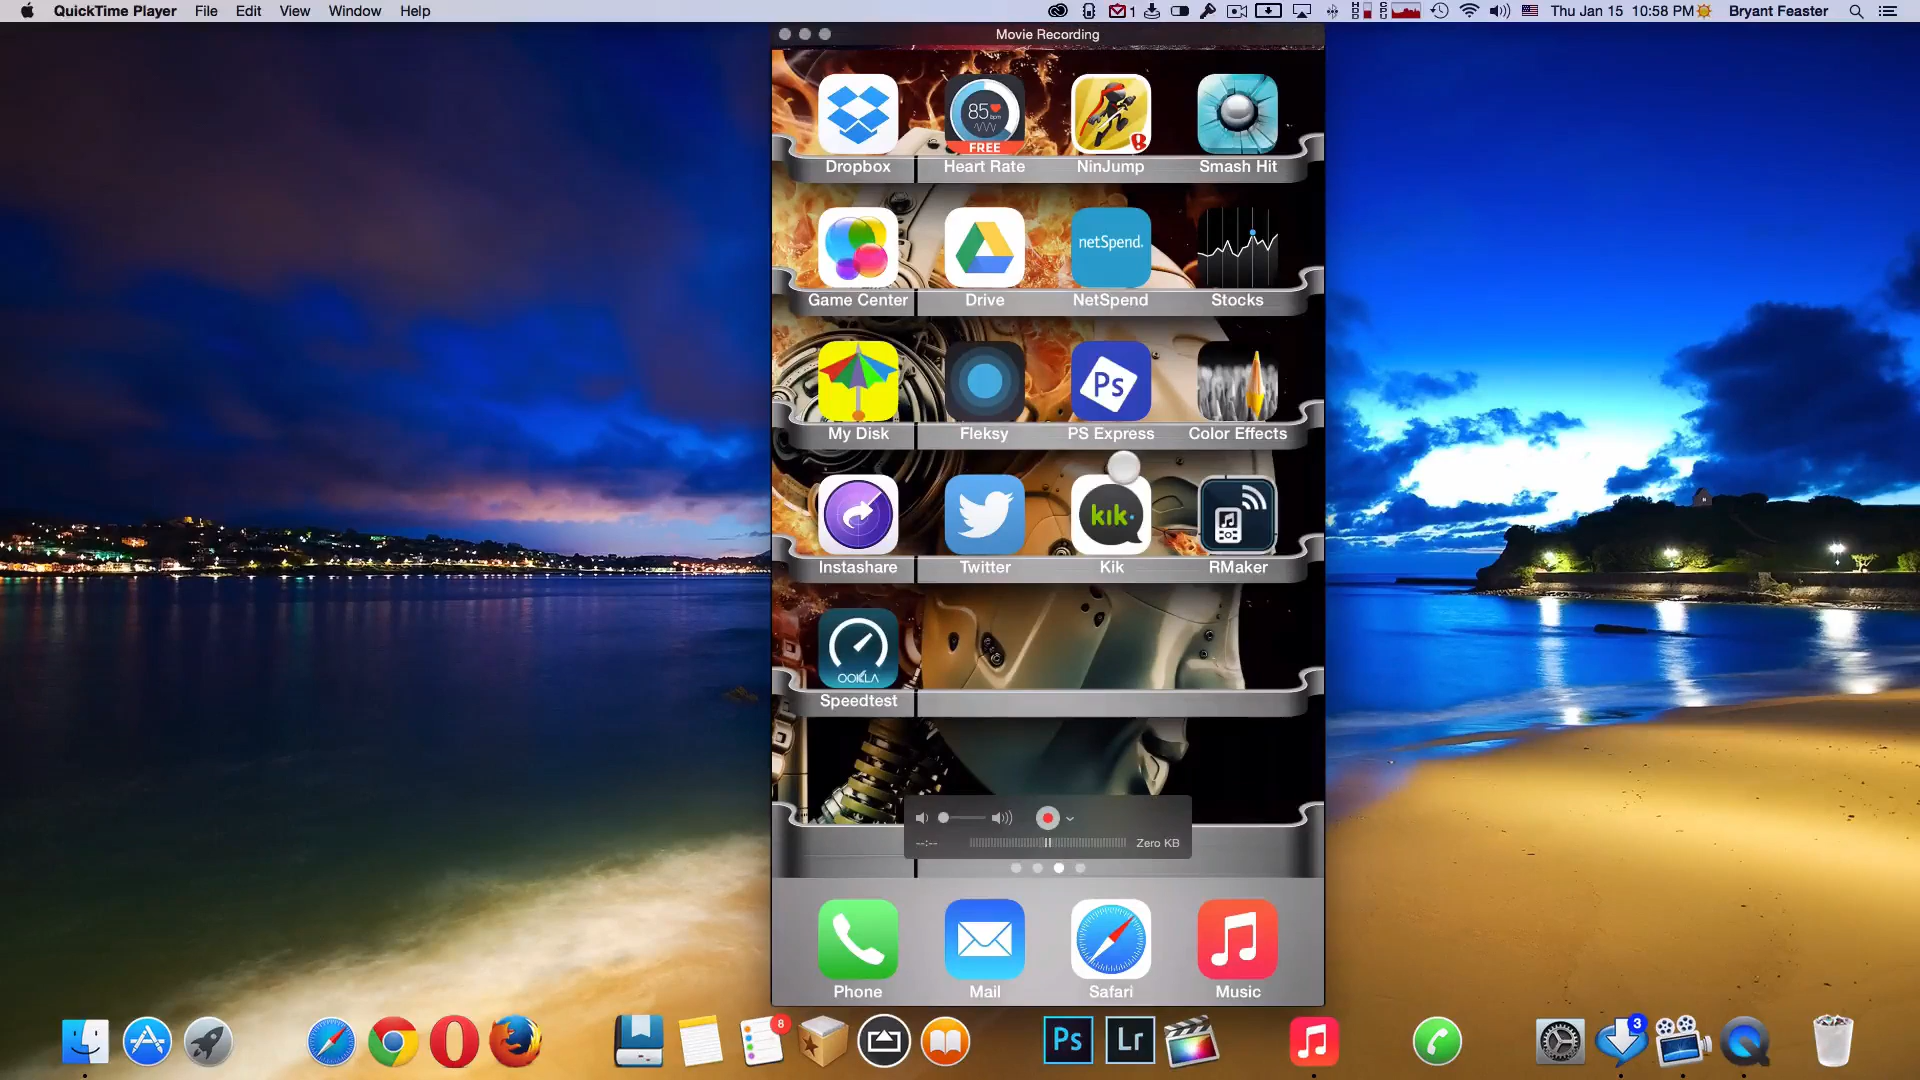 QuickTime Player File Edit View Window Help 1 Thu Jan 15 10:58 PM Bryant Feaster
Movie Recording
85 bpm
FREE
Dropbox Heart Rate NinJump Smash Hit
netSpend.
Game Center Drive NetSpend Stocks
Ps
My Disk Fleksy PS Express Color Effects
kik.
Instashare Twitter Kik RMaker
OOKLA
Speedtest
--:-- Zero KB
Phone Mail Safari Music
8 Ps Lr 3